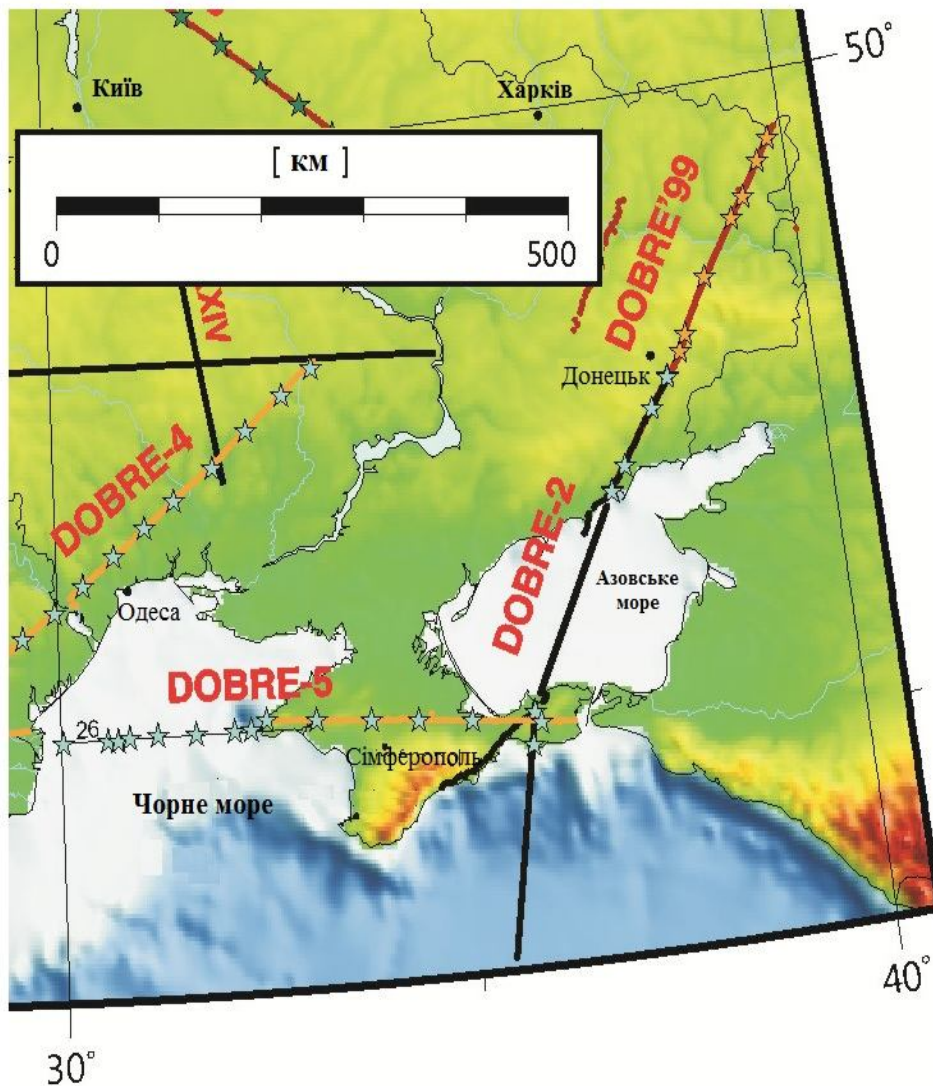 50°
Київ
Харків
[ км ]
0 500
DOBRE'99
XIV
Донецьк
DOBRE-4
DOBRE-2
Азовське
море
Одеса
DOBRE-5
26
Сімферополь
Чорне море
40°
30°